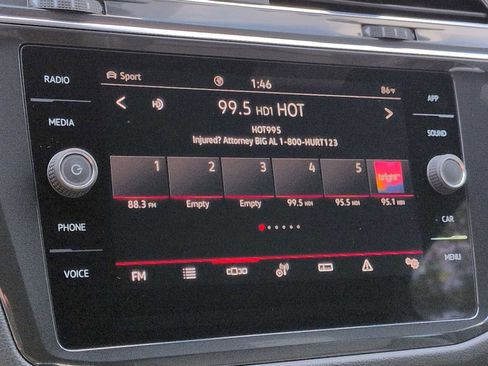 RADIO
MEDIA
PHONE
VOICE
Sport
1:46
86°F
99.5 HD1 HOT
HOT995
Injured? Attorney BIG AL 1-800-HURT123
1 2 3 4 5
bright
88.3 FM Empty Empty 99.5 HD1 95.5 HD1 95.1 HD1
FM
APP
SOUND
CAR
MENU